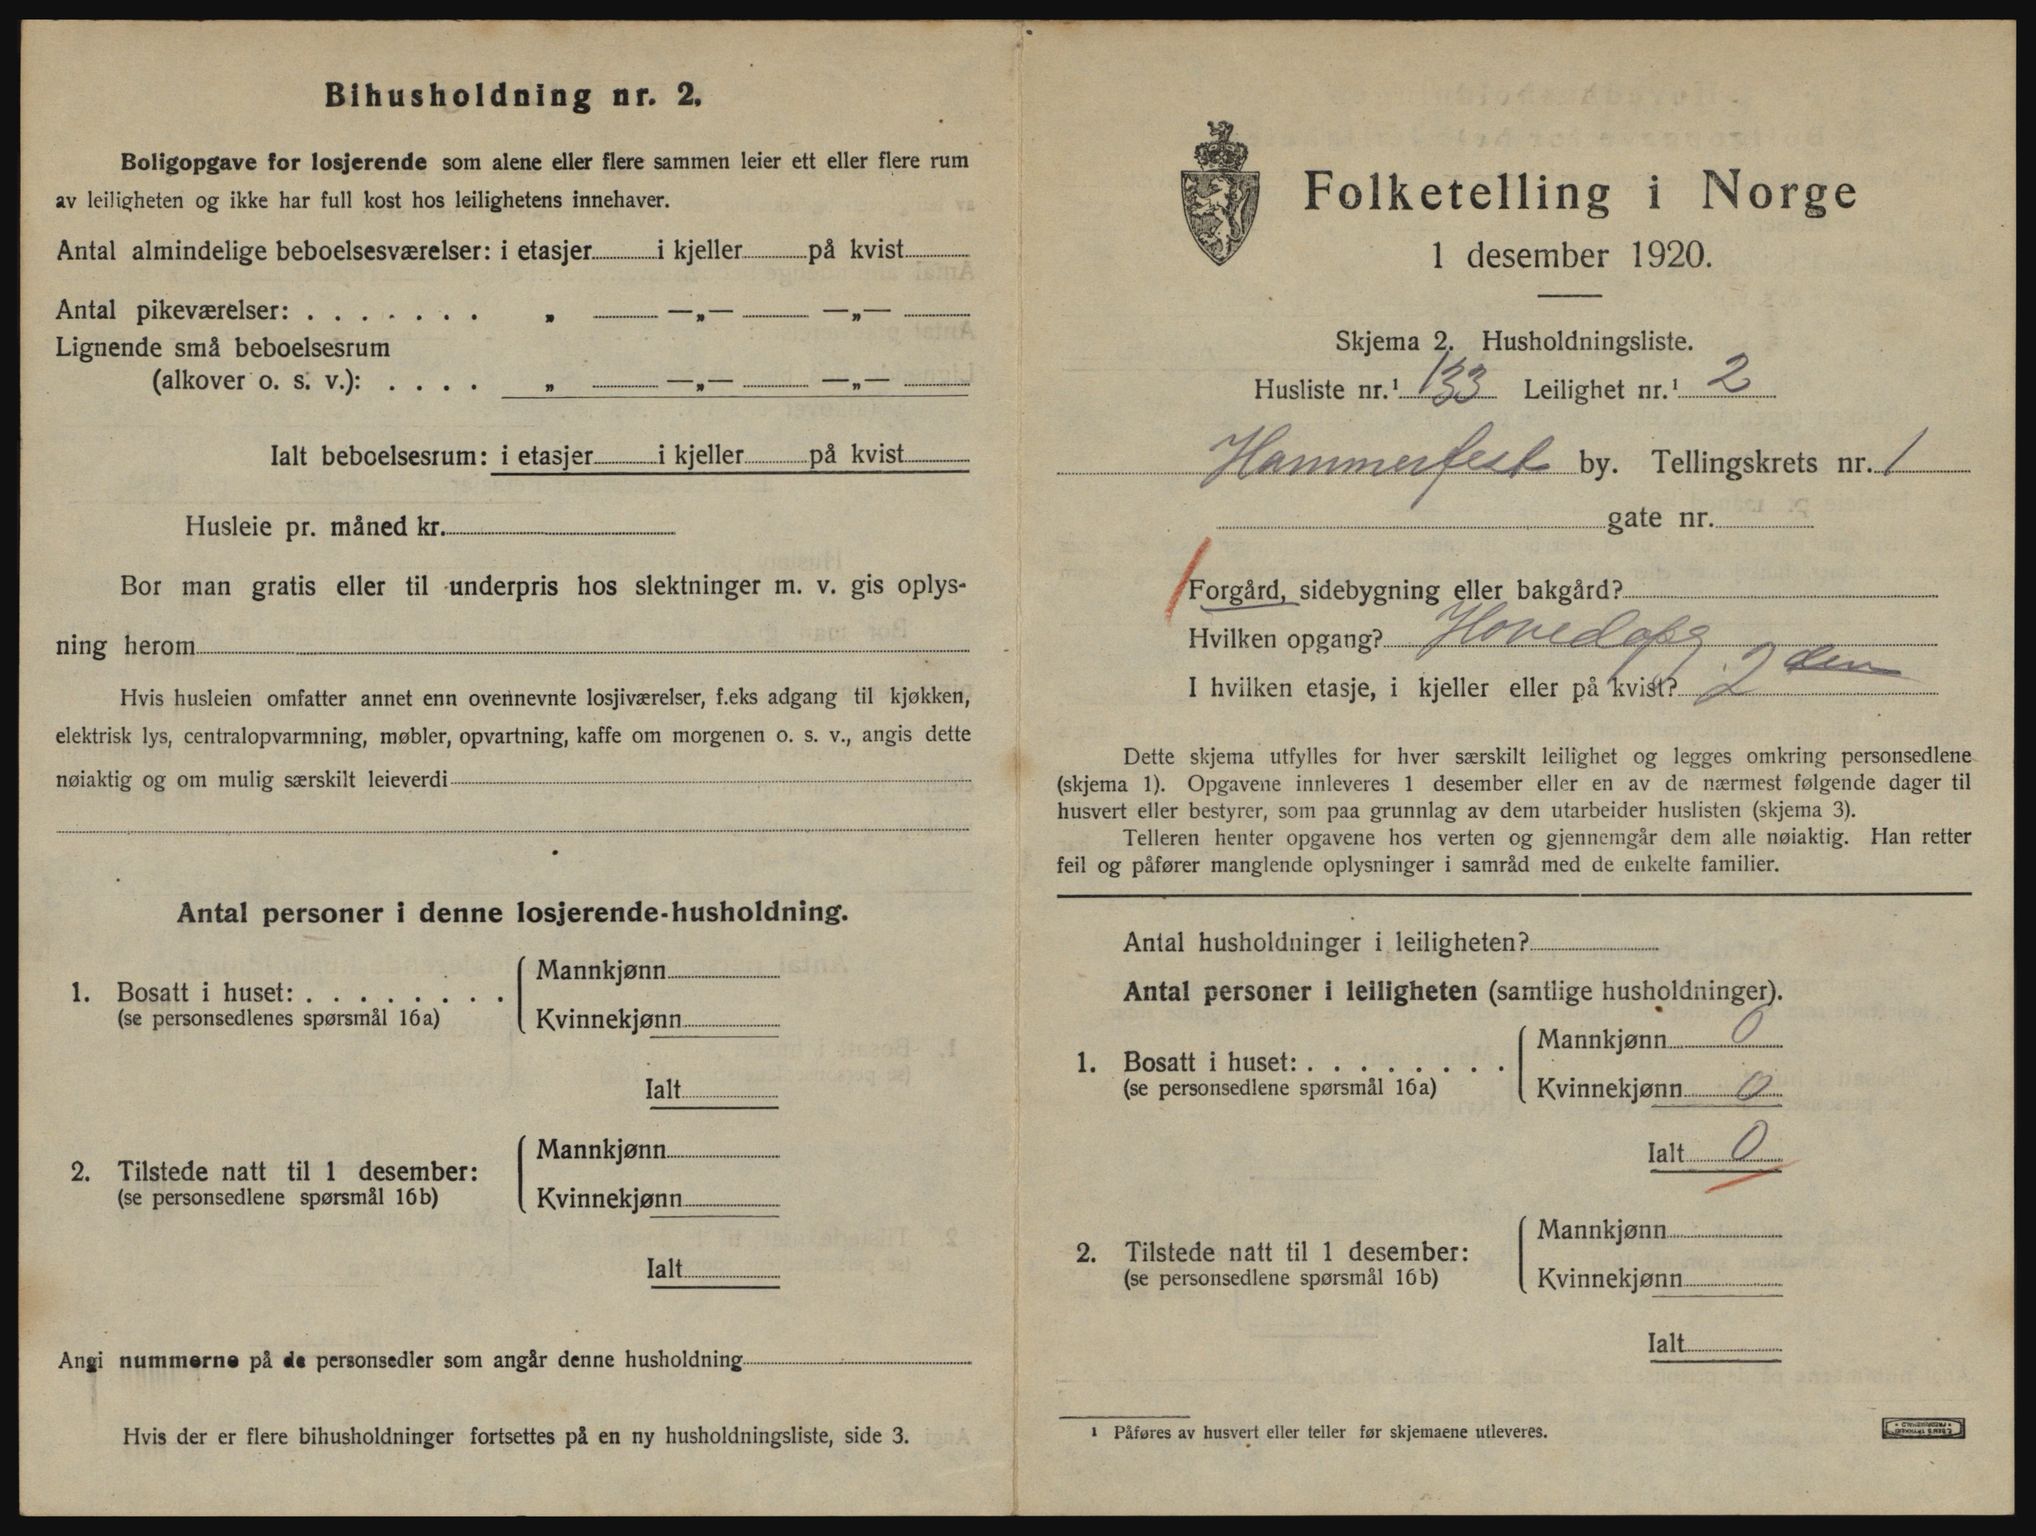 Bihusholdning nr. 2.
Boligopgave for losjerende som alene eller flere sammen leier ett eller flere rum
av leiligheten og ikke har full kost hos leilighetens innehaver.
Antal almindelige beboelsesværelser: i etasjer i kjeller på kvist
Antal pikeværelser: . . . . . . . „ —„— —„—
Lignende små beboelsesrum
(alkover o. s. v.): . . . . „ —„— —„—
Ialt beboelsesrum: i etasjer i kjeller på kvist
Husleie pr. måned kr.
Bor man gratis eller til underpris hos slektninger m. v. gis oplys-
ning herom
Hvis husleien omfatter annet enn ovennevnte losjiværelser, f.eks adgang til kjøkken,
elektrisk lys, centralopvarmning, møbler, opvartning, kaffe om morgenen o. s. v., angis dette
nøiaktig og om mulig særskilt leieverdi
Antal personer i denne losjerende-husholdning.
Mannkjønn
1. Bosatt i huset: . . . . . . . . .
(se personsedlenes spørsmål 16a)
Kvinnekjønn
Ialt
Mannkjønn
2. Tilstede natt til 1 desember:
(se personsedlene spørsmål 16b)
Kvinnekjønn
Ialt
Angi nummerne på de personsedler som angår denne husholdning
Hvis der er flere bihusholdninger fortsettes på en ny husholdningsliste, side 3.
Folketelling i Norge
1 desember 1920.
Skjema 2. Husholdningsliste.
Husliste nr.¹ 133 Leilighet nr.¹ 2
Hammerfest by. Tellingskrets nr. 1
gate nr.
Forgård, sidebygning eller bakgård?
Hvilken opgang? Hovedopg
I hvilken etasje, i kjeller eller på kvist? 2 den
Dette skjema utfylles for hver særskilt leilighet og legges omkring personsedlene
(skjema 1). Opgavene innleveres 1 desember eller en av de nærmest følgende dager til
husvert eller bestyrer, som paa grunnlag av dem utarbeider huslisten (skjema 3).
Telleren henter opgavene hos verten og gjennemgår dem alle nøiaktig. Han retter
feil og påfører manglende oplysninger i samråd med de enkelte familier.
Antal husholdninger i leiligheten?
Antal personer i leiligheten (samtlige husholdninger).
Mannkjønn 0
1. Bosatt i huset: . . . . . . . . .
(se personsedlene spørsmål 16a)
Kvinnekjønn 0
Ialt 0
Mannkjønn
2. Tilstede natt til 1 desember:
(se personsedlene spørsmål 16b)
Kvinnekjønn
Ialt
¹ Påføres av husvert eller teller før skjemaene utleveres.